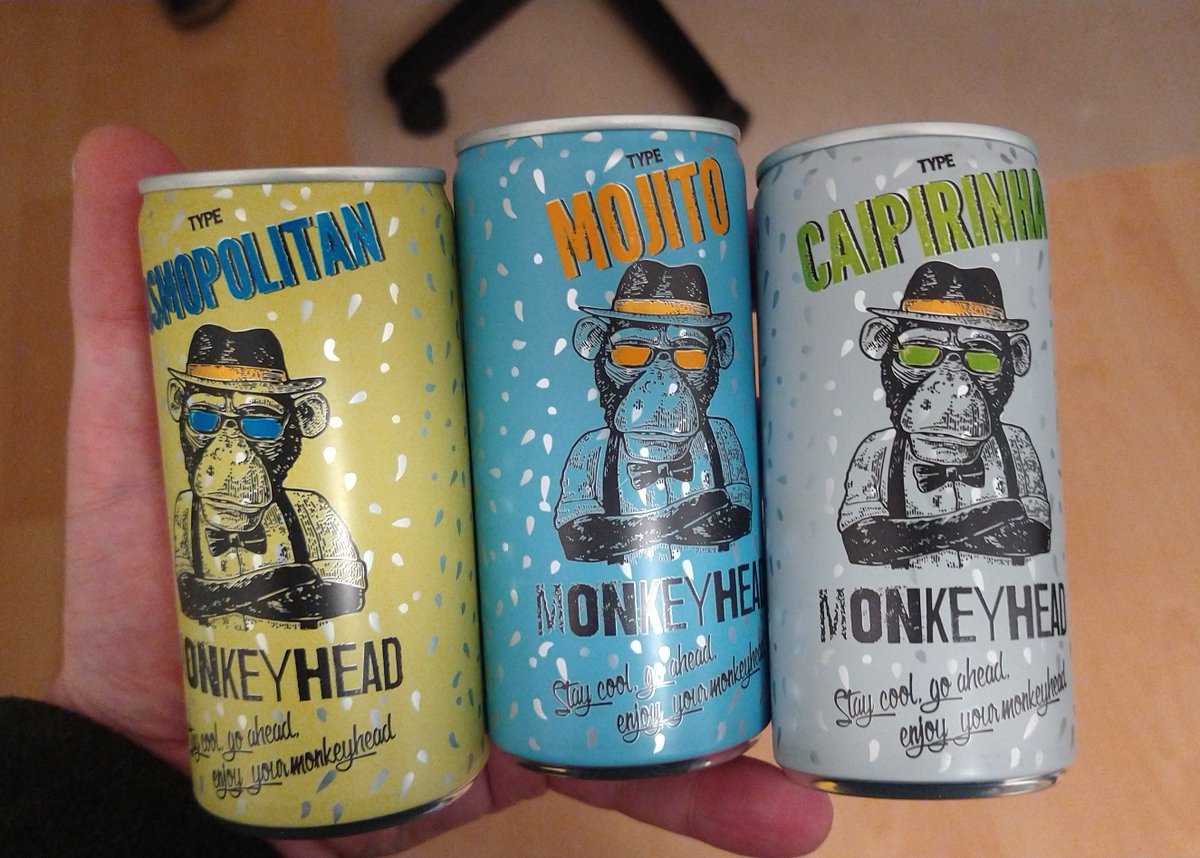 TYPE
SMOPOLITAN
ONKEYHEAD
cool, go ahead,
enjoy your monkeyhead
TYPE
MOJITO
MONKEYHEAD
Stay cool, go ahead,
enjoy your monkeyhead
TYPE
CAIPIRINHA
MONKEYHEAD
Stay cool, go ahead,
enjoy your monkeyhead